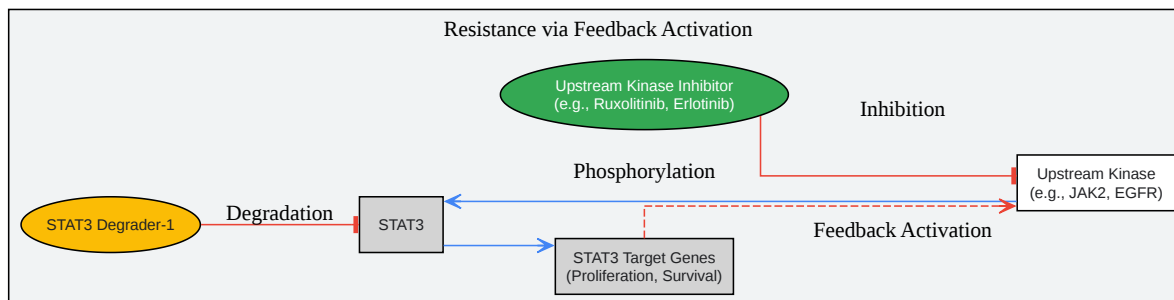 Resistance via Feedback Activation
Upstream Kinase Inhibitor
(e.g., Ruxolitinib, Erlotinib)
Inhibition
Phosphorylation
Upstream Kinase
(e.g., JAK2, EGFR)
STAT3 Degrader-1
Degradation
STAT3
Feedback Activation
STAT3 Target Genes
(Proliferation, Survival)